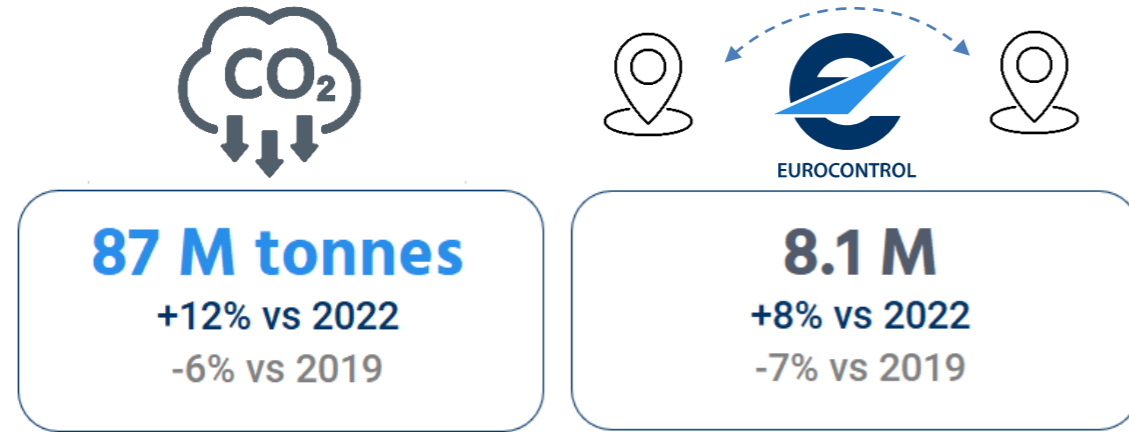 CO₂
EUROCONTROL
87 M tonnes
+12% vs 2022
-6% vs 2019
8.1 M
+8% vs 2022
-7% vs 2019